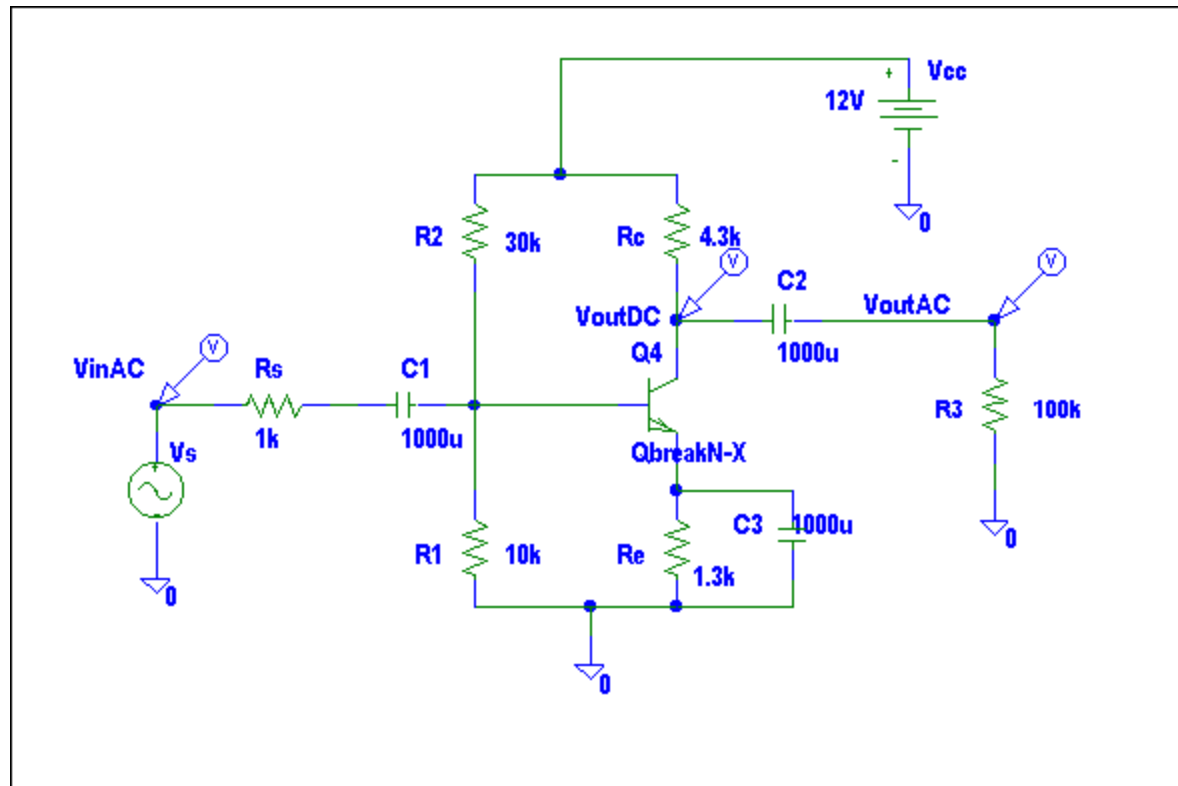 Vcc
12V
+
-
0
R2
30k
Rc
4.3k
V
V
C2
VoutDC
VoutAC
1000u
Q4
VinAC
V
Rs
C1
1k
1000u
R3
100k
QbreakN-X
Vs
+
R1
10k
Re
1.3k
C3
1000u
0
0
0